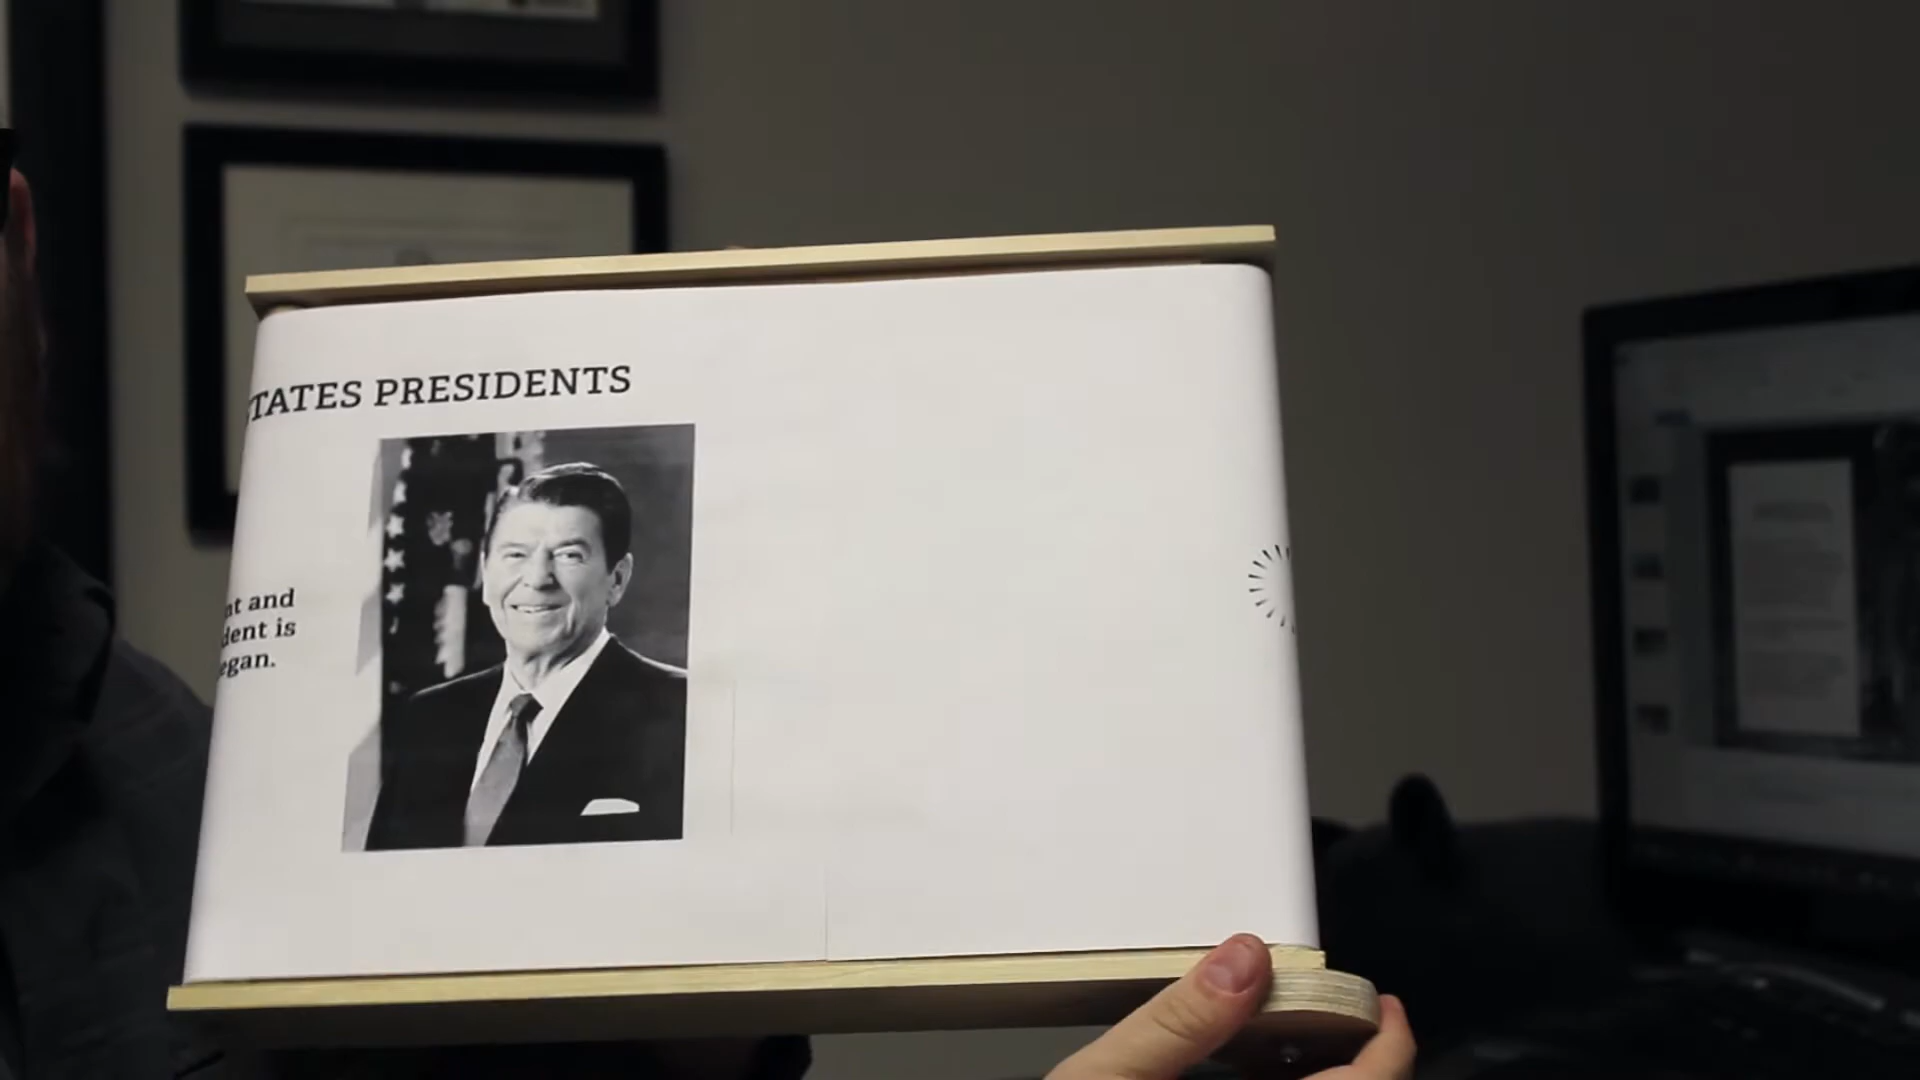 TATES PRESIDENTS
nt and
dent is
egan.